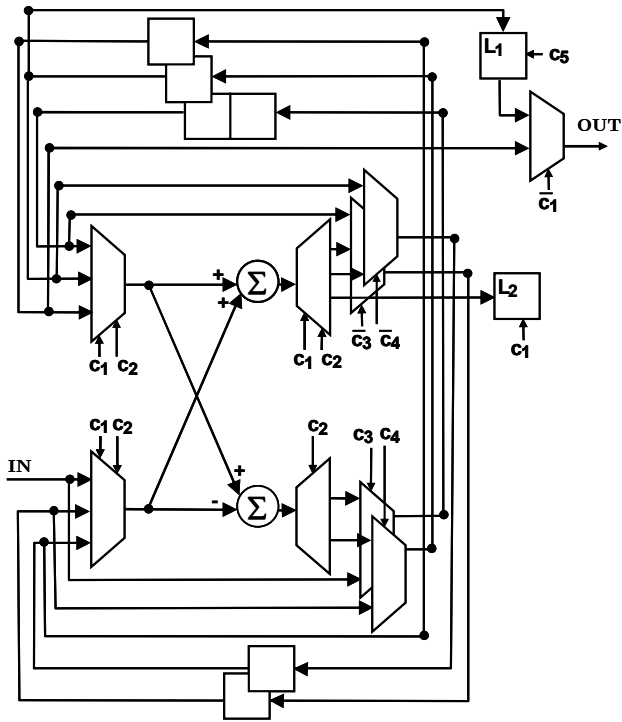 L₁
c₅
OUT
c̅₁
+
Σ
+
L₂
c₁ c₂
c̅₃ c̅₄
c₁
c₁ c₂
c₁ c₂
c₂
c₃ c₄
IN
+
-
Σ